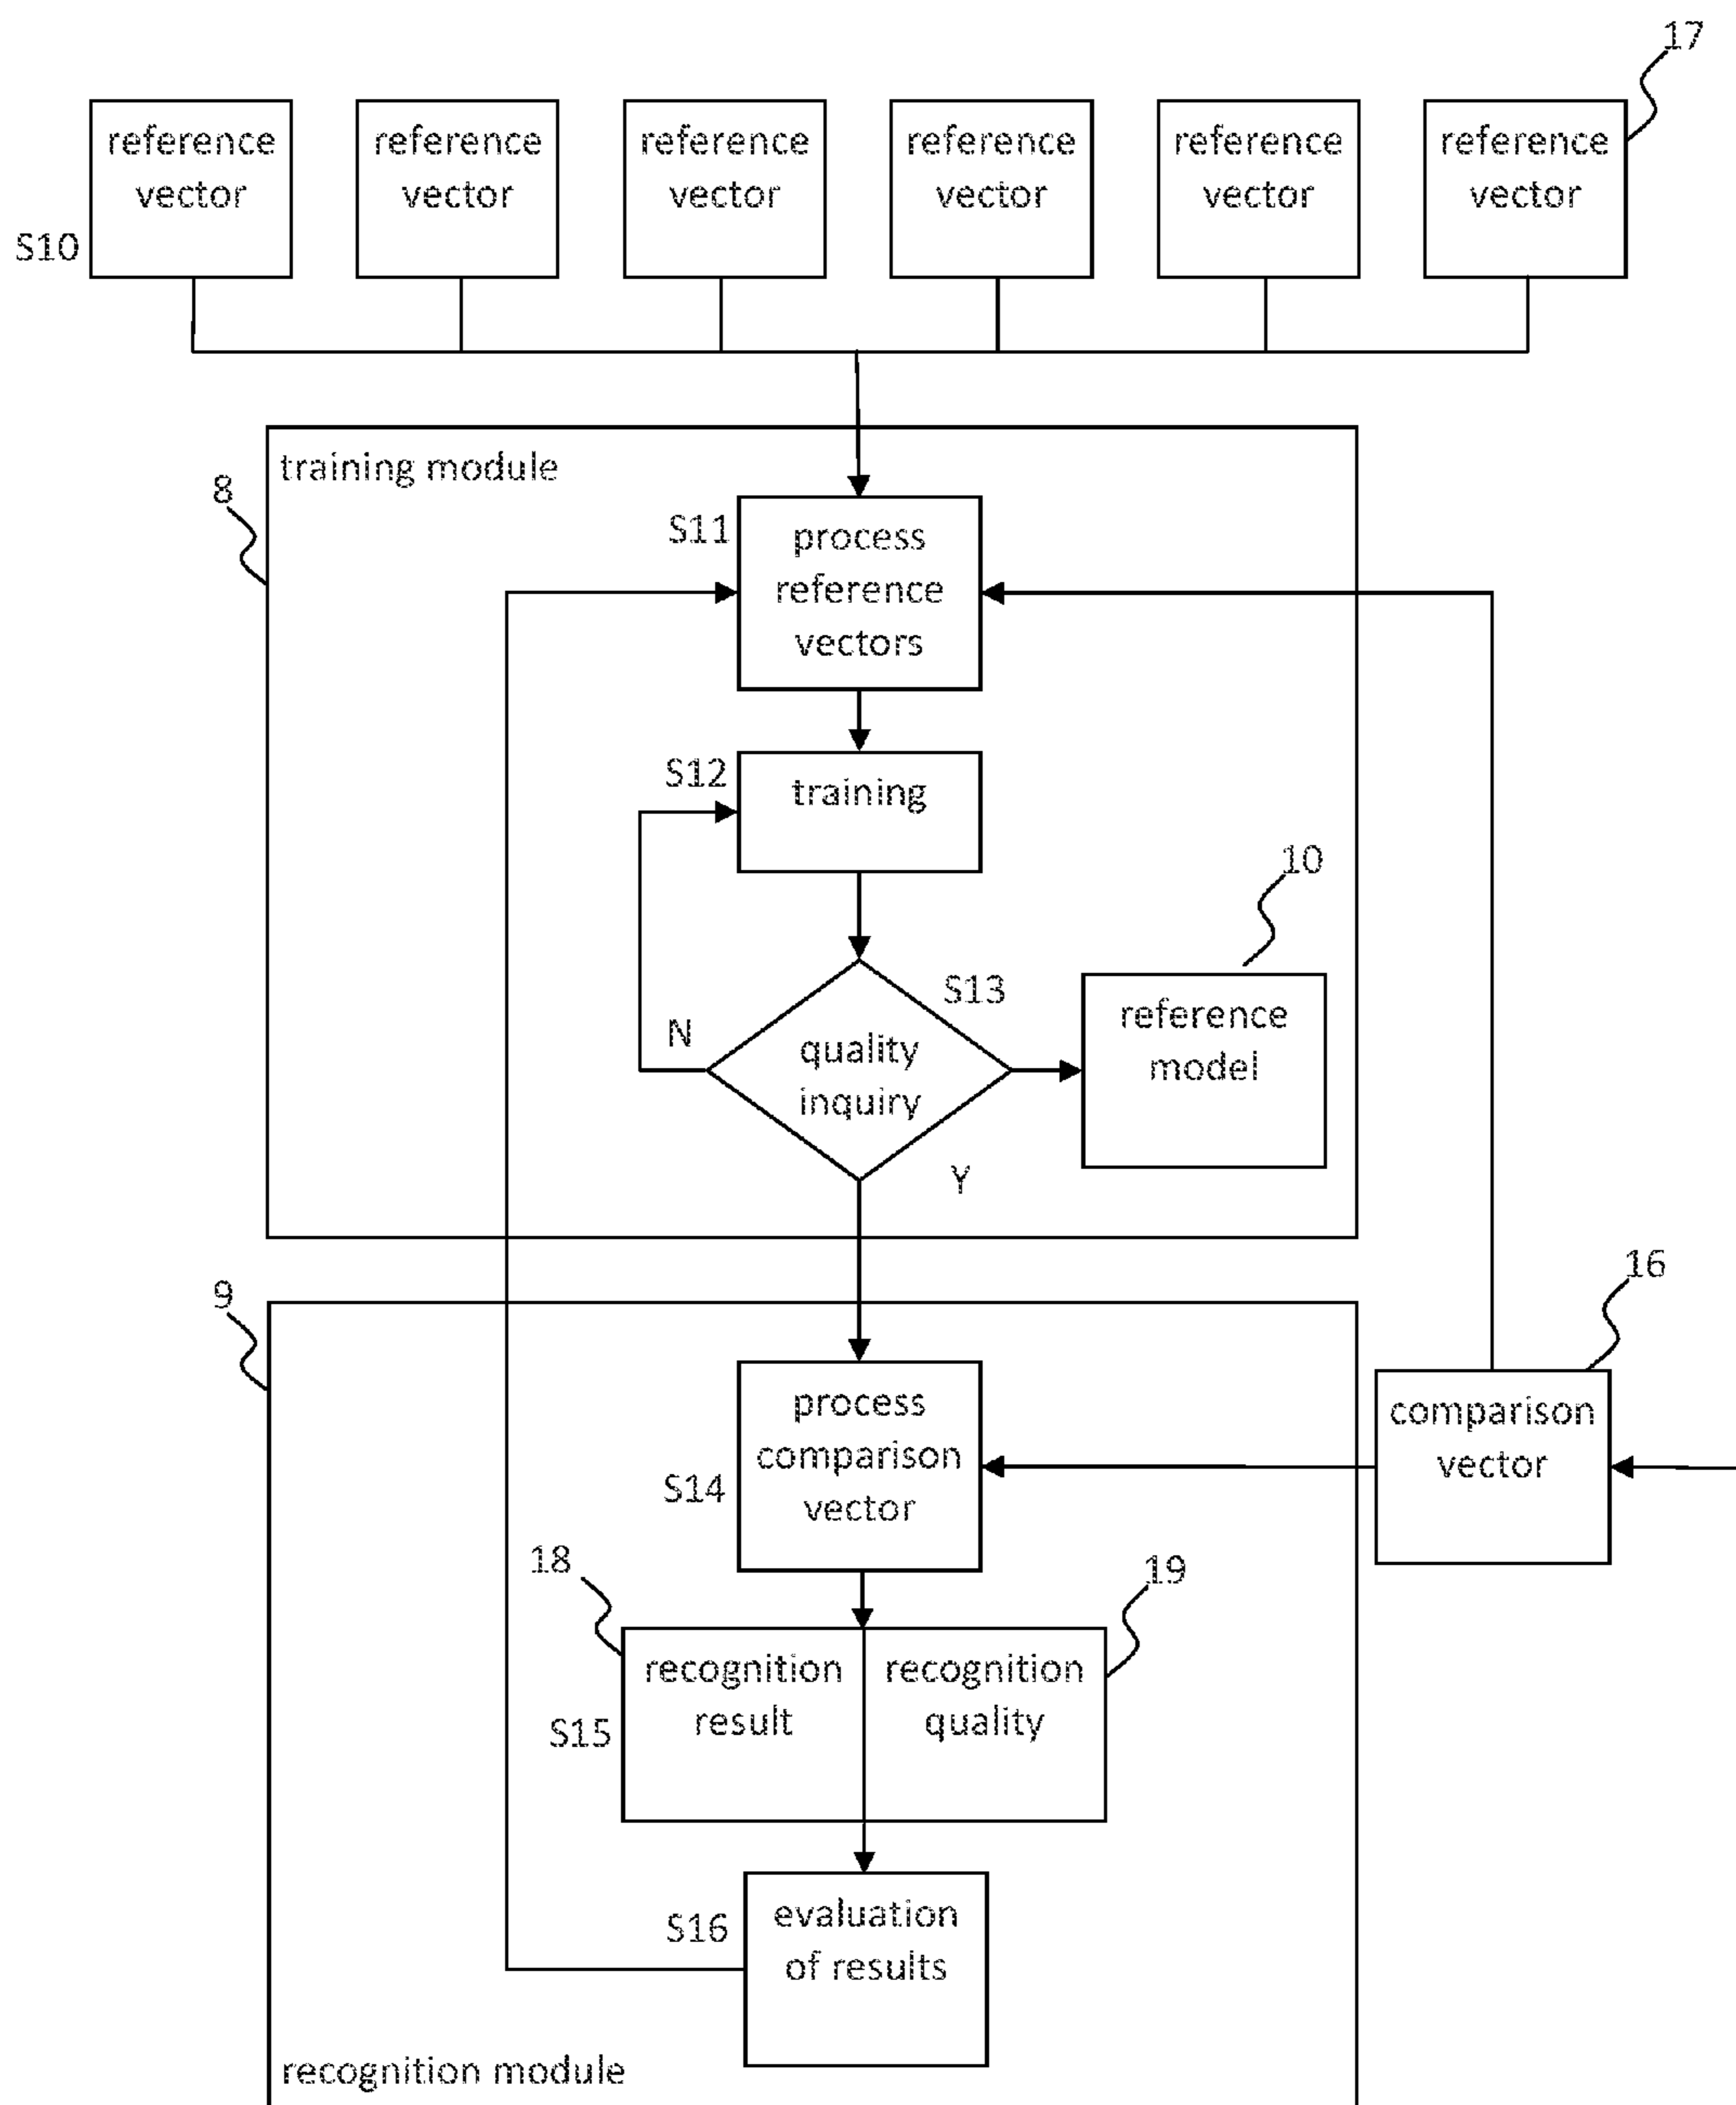 17
reference
vector
reference
vector
reference
vector
reference
vector
reference
vector
reference
vector
S10
training module
8
S11
process
reference
vectors
S12
training
10
S13
reference
model
N
quality
inquiry
Y
16
9
process
comparison
vector
S14
comparison
vector
18
19
recognition
result
recognition
quality
S15
S16
evaluation
of results
recognition module